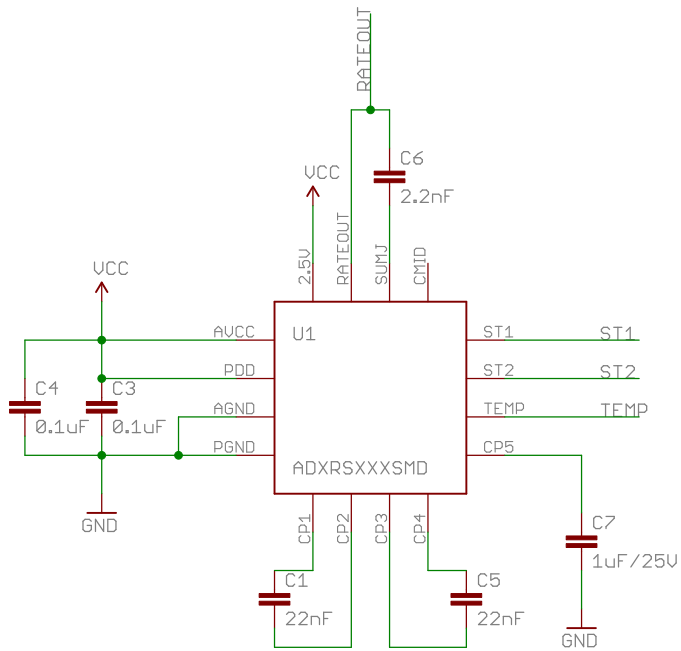 RATEOUT
C6
2.2nF
VCC
2.5V
RATEOUT
SUMJ
CMID
VCC
AVCC
U1
ST1
ST1
PDD
ST2
ST2
C4
0.1uF
C3
0.1uF
AGND
TEMP
TEMP
PGND
CP5
ADXRSXXXSMD
GND
CP1
CP2
CP3
CP4
C7
1uF/25V
C1
22nF
C5
22nF
GND